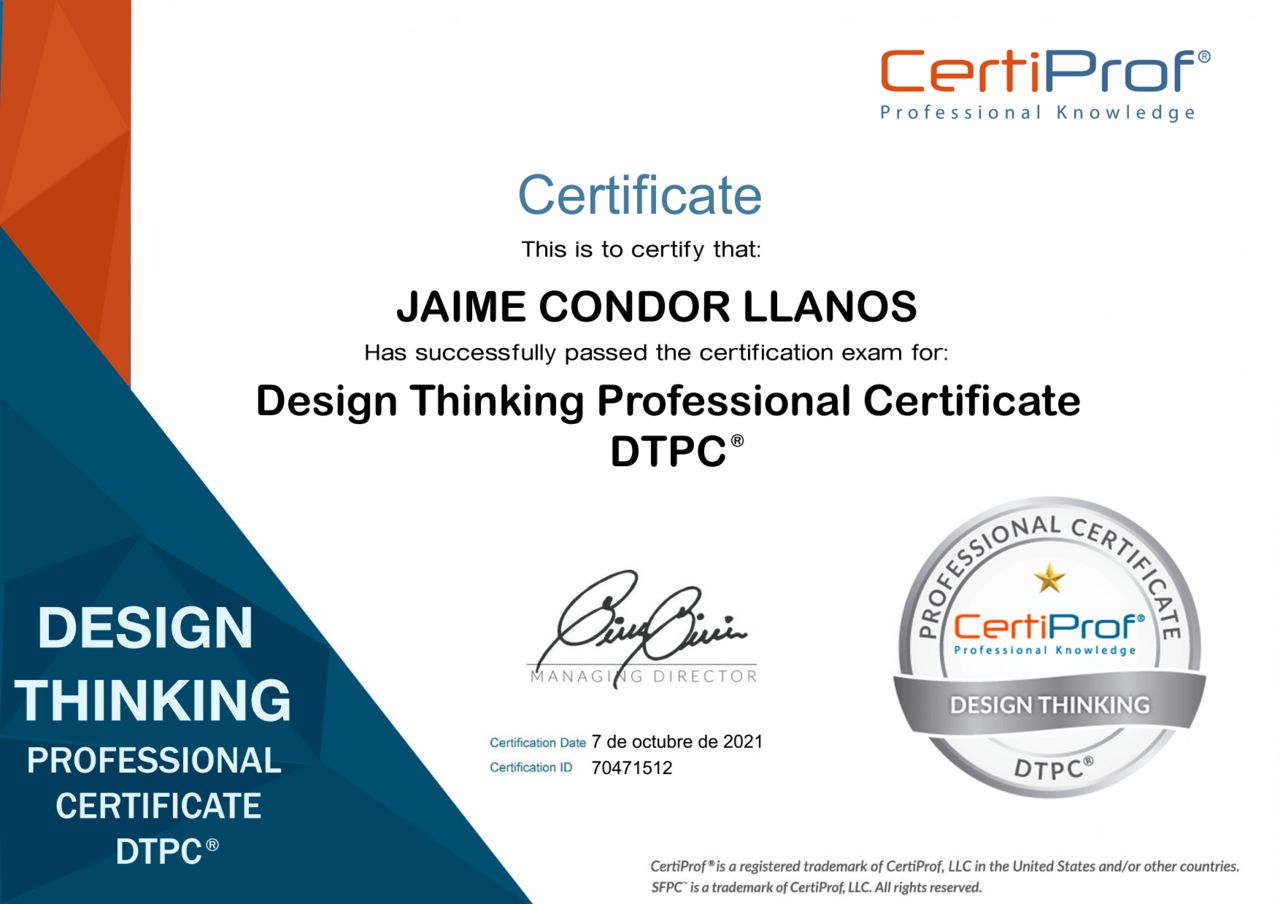 CertiProf®
Professional Knowledge
Certificate
This is to certify that:
JAIME CONDOR LLANOS
Has successfully passed the certification exam for:
Design Thinking Professional Certificate
DTPC®
MANAGING DIRECTOR
Certification Date 7 de octubre de 2021
Certification ID 70471512
DESIGN
THINKING
PROFESSIONAL
CERTIFICATE
DTPC®
PROFESSIONAL CERTIFICATE
CertiProf®
Professional Knowledge
DESIGN THINKING
DTPC®
CertiProf® is a registered trademark of CertiProf, LLC in the United States and/or other countries.
SFPC™ is a trademark of CertiProf, LLC. All rights reserved.